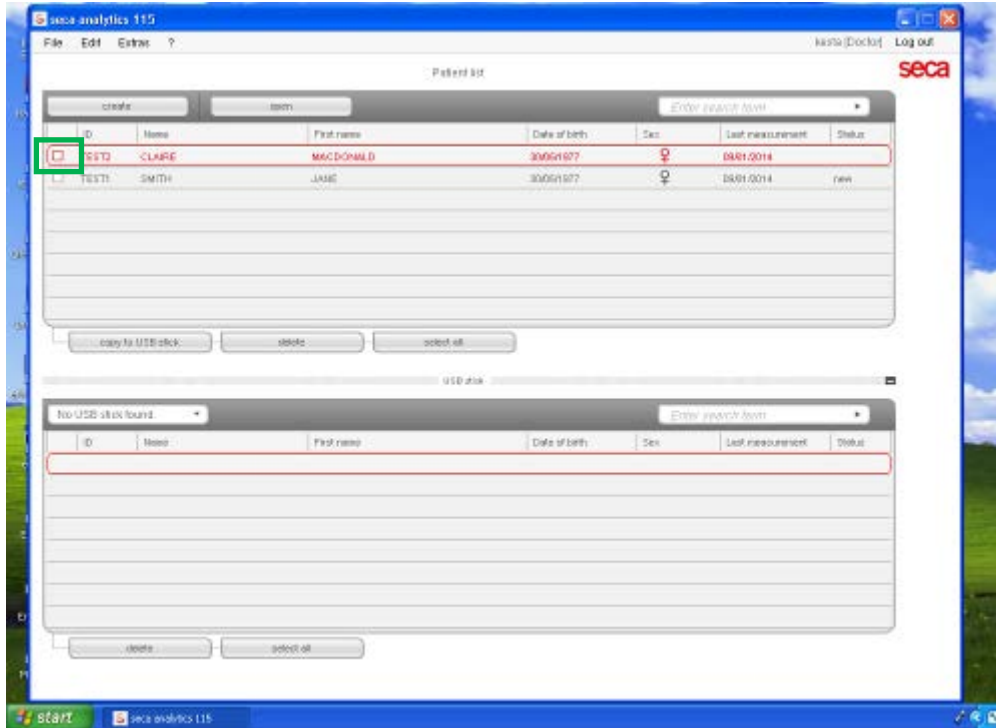 seca analytics 115
File Edit Extras ?
kasta [Doctor] Log out
seca
Patient list
create open Enter search term
ID Name First name Date of birth Sex Last measurement Status
TEST2 CLAIRE MACDONALD 30/06/1977 ♀ 09/01/2014
TEST1 SMITH JANE 30/06/1977 ♀ 09/01/2014 new
copy to USB stick delete select all
USB stick
No USB stick found. Enter search term
ID Name First name Date of birth Sex Last measurement Status
delete select all
start seca analytics 115